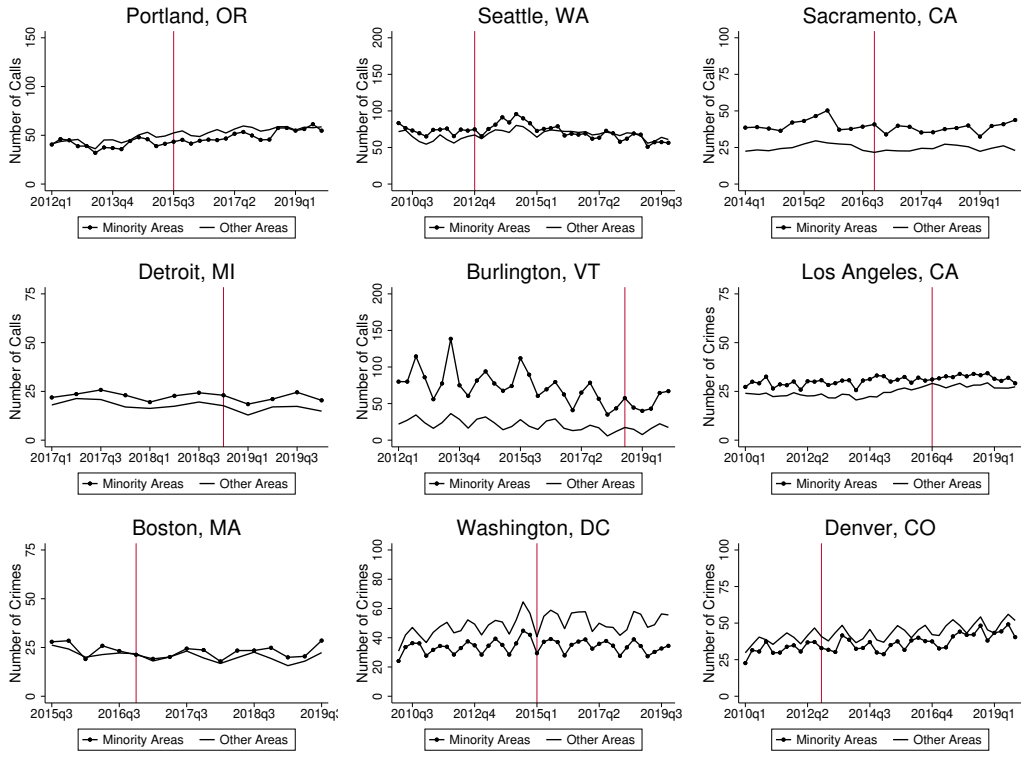 Portland, OR
Number of Calls
0 50 100 150
2012q1 2013q4 2015q3 2017q2 2019q1
Minority Areas Other Areas
Seattle, WA
Number of Calls
0 50 100 150 200
2010q3 2012q4 2015q1 2017q2 2019q3
Minority Areas Other Areas
Sacramento, CA
Number of Calls
0 25 50 75 100
2014q1 2015q2 2016q3 2017q4 2019q1
Minority Areas Other Areas
Detroit, MI
Number of Calls
0 25 50 75
2017q1 2017q3 2018q1 2018q3 2019q1 2019q3
Minority Areas Other Areas
Burlington, VT
Number of Calls
0 50 100 150 200
2012q1 2013q4 2015q3 2017q2 2019q1
Minority Areas Other Areas
Los Angeles, CA
Number of Crimes
0 25 50 75
2010q1 2012q2 2014q3 2016q4 2019q1
Minority Areas Other Areas
Boston, MA
Number of Crimes
0 25 50 75
2015q3 2016q3 2017q3 2018q3 2019q
Minority Areas Other Areas
Washington, DC
Number of Crimes
0 20 40 60 80 100
2010q3 2012q4 2015q1 2017q2 2019q3
Minority Areas Other Areas
Denver, CO
Number of Crimes
0 20 40 60 80 100
2010q1 2012q2 2014q3 2016q4 2019q1
Minority Areas Other Areas